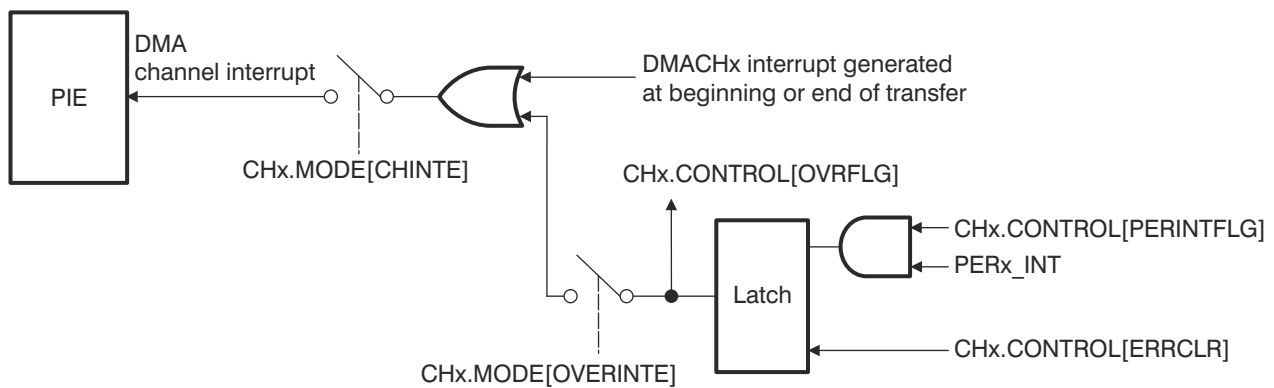 DMA
channel interrupt
PIE
DMACHx interrupt generated
at beginning or end of transfer
CHx.MODE[CHINTE]
CHx.CONTROL[OVRFLG]
CHx.CONTROL[PERINTFLG]
PERx_INT
Latch
CHx.CONTROL[ERRCLR]
CHx.MODE[OVERINTE]